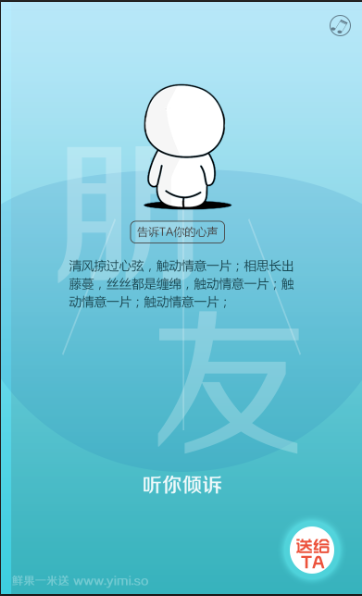 朋
告诉TA你的心声
清风掠过心弦，触动情意一片；相思长出
藤蔓，丝丝都是缠绵，触动情意一片；触
动情意一片；触动情意一片；
友
听你倾诉
送给
TA
鲜果一米送 www.yimi.so